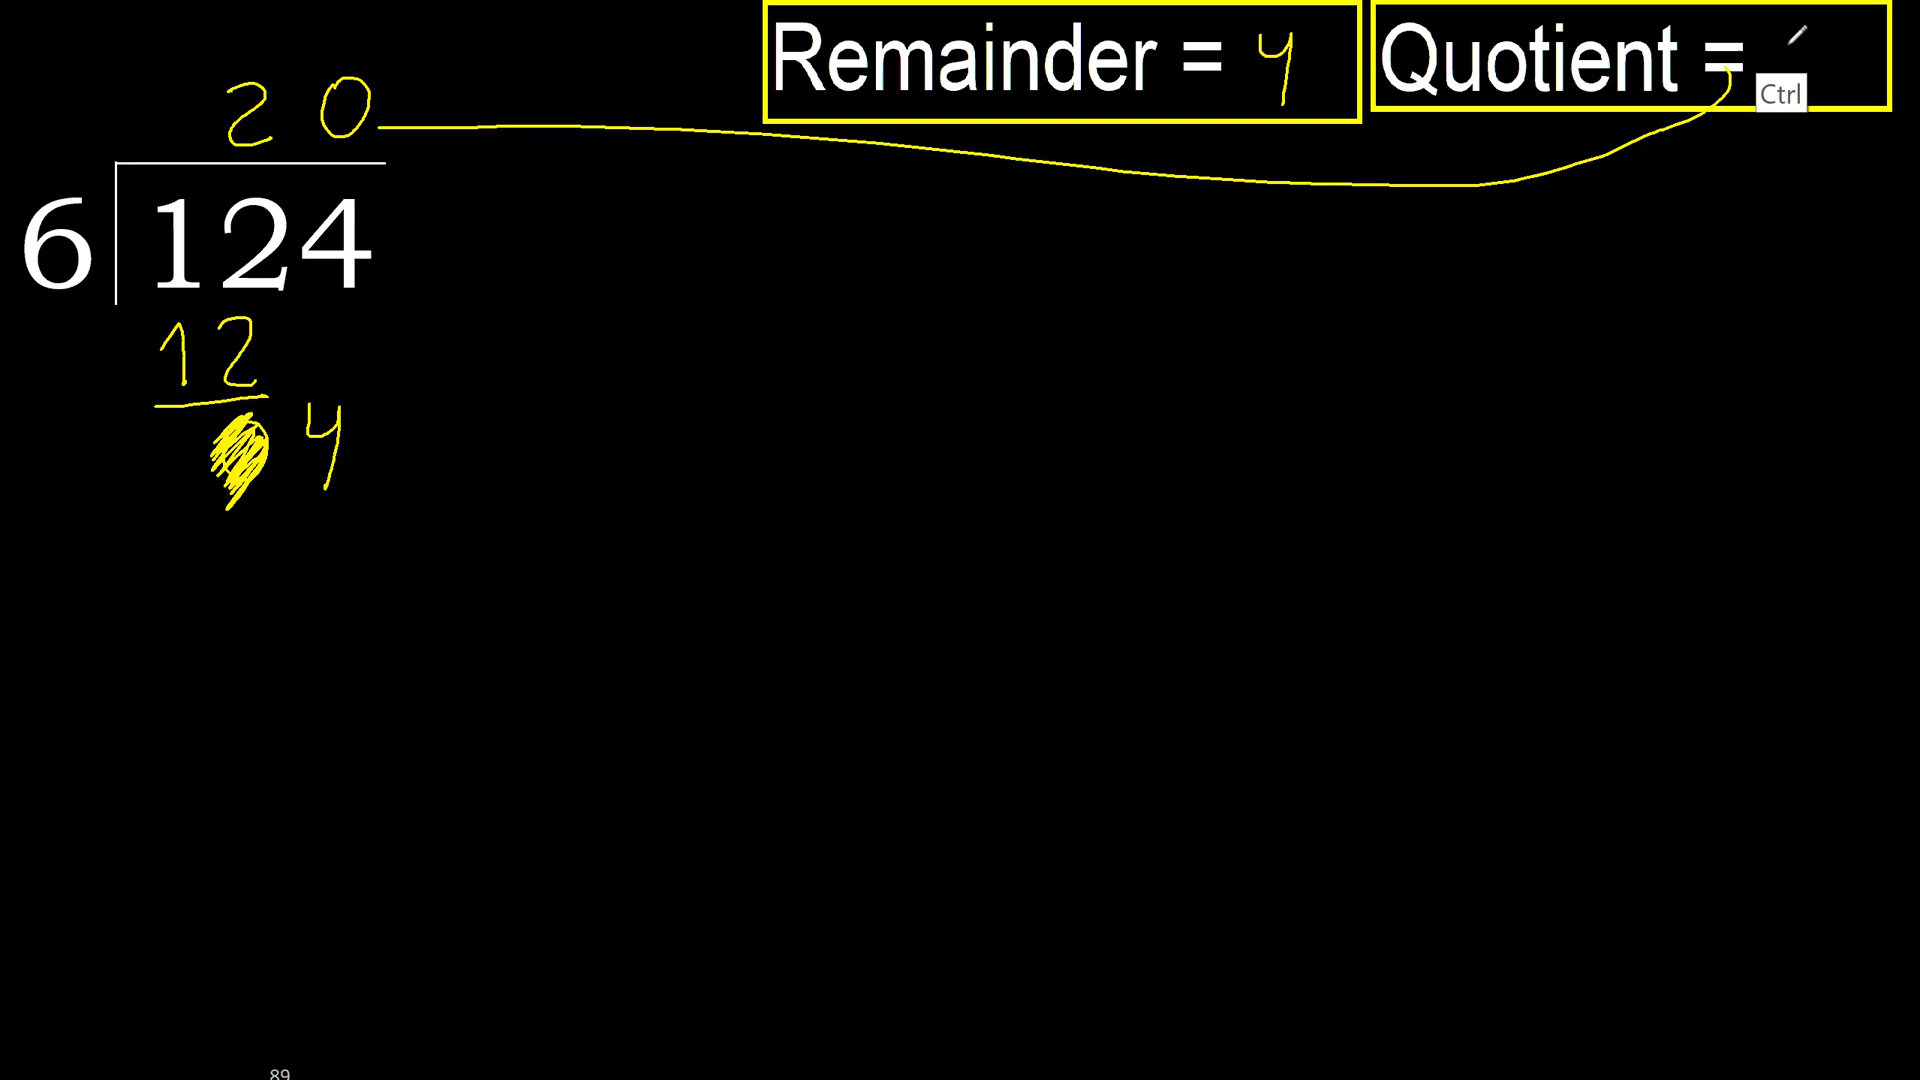 Remainder = 4
Quotient =
Ctrl
20
6 124
12
4
89